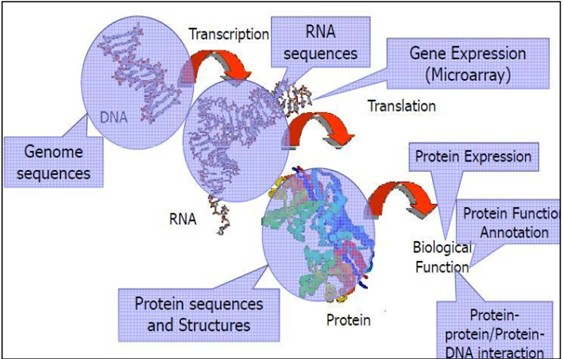 Transcription
RNA
sequences
Gene Expression
(Microarray)
DNA
Translation
Genome
sequences
Protein Expression
RNA
Protein Function
Annotation
Biological
Function
Protein sequences
and Structures
Protein
Protein-
protein/Protein-
DNA interaction